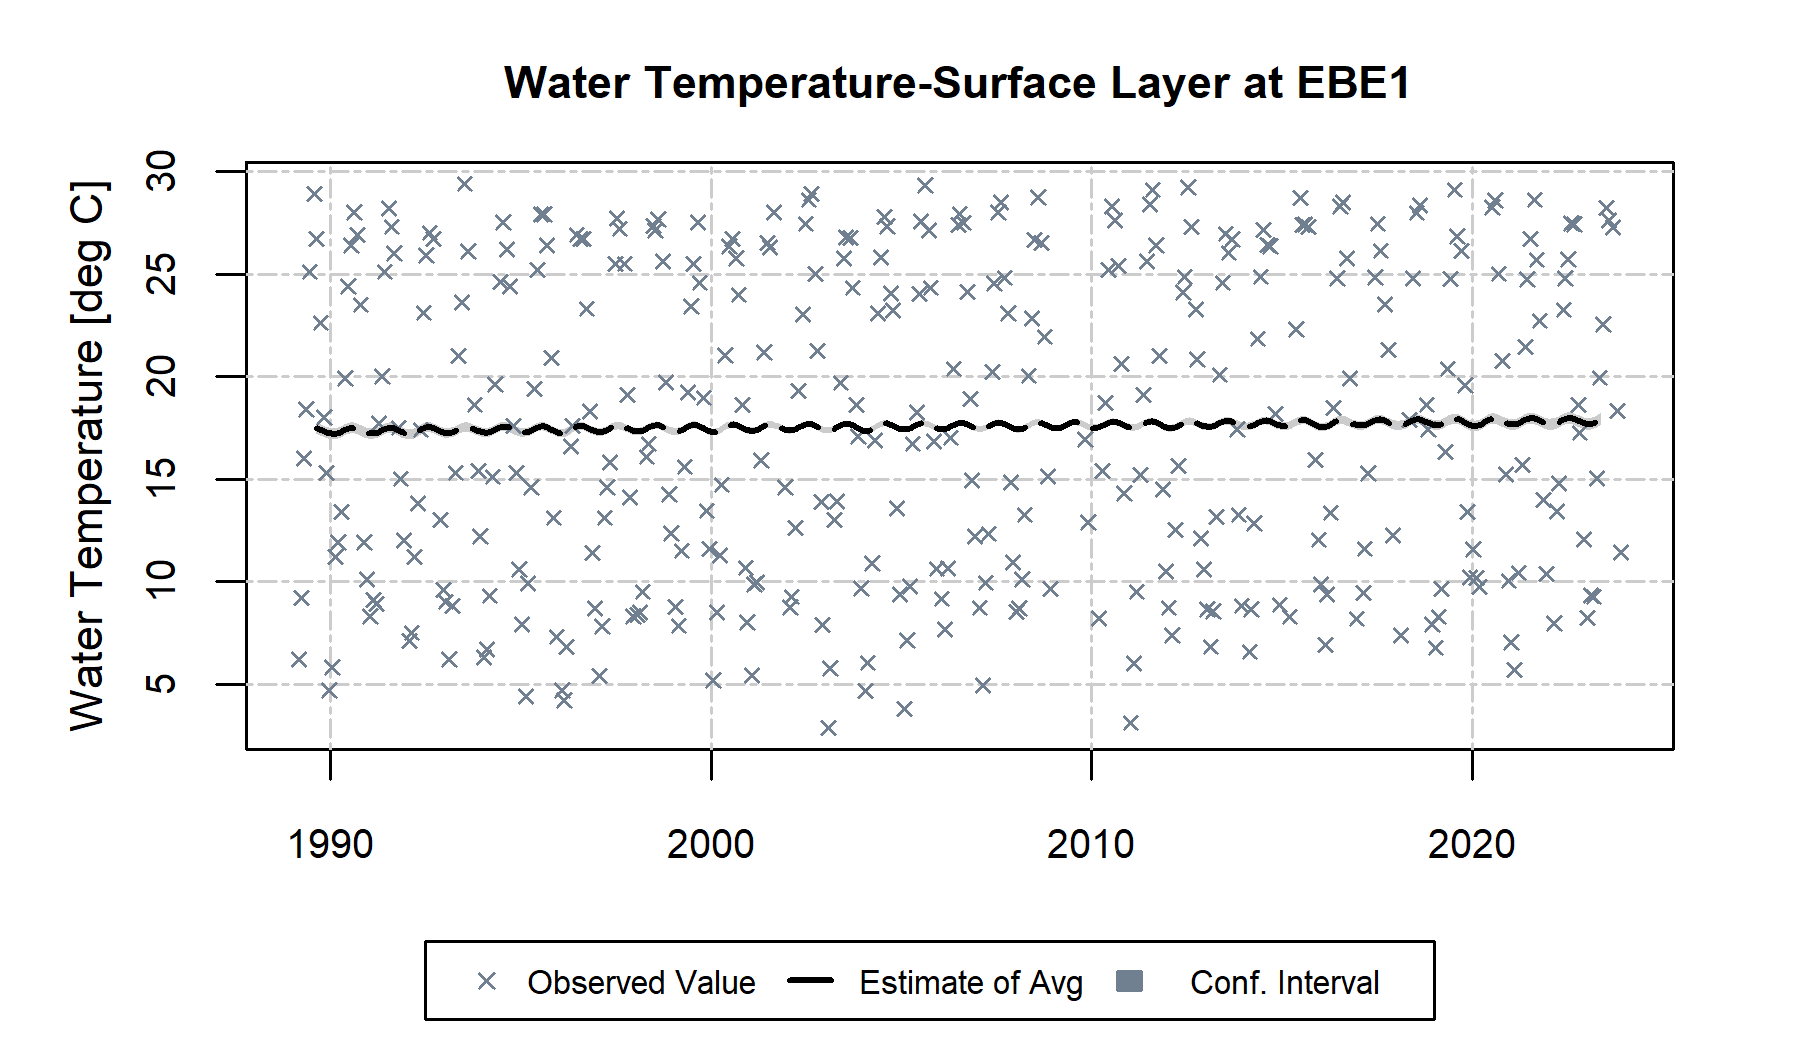 Water Temperature-Surface Layer at EBE1
Water Temperature [deg C]
30
25
20
15
10
5
1990 2000 2010 2020
Observed Value Estimate of Avg Conf. Interval